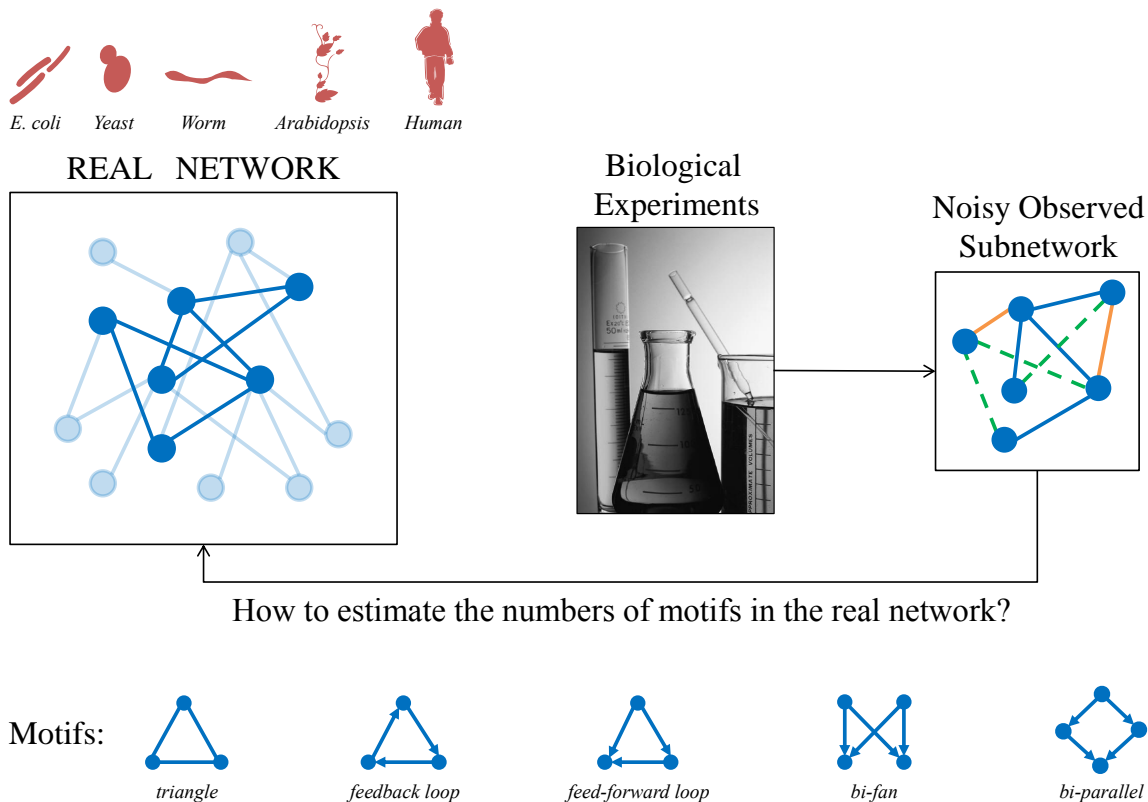 E. coli Yeast Worm Arabidopsis Human
REAL NETWORK
Biological
Experiments
Noisy Observed
Subnetwork
50ml
How to estimate the numbers of motifs in the real network?
Motifs:
triangle feedback loop feed-forward loop bi-fan bi-parallel